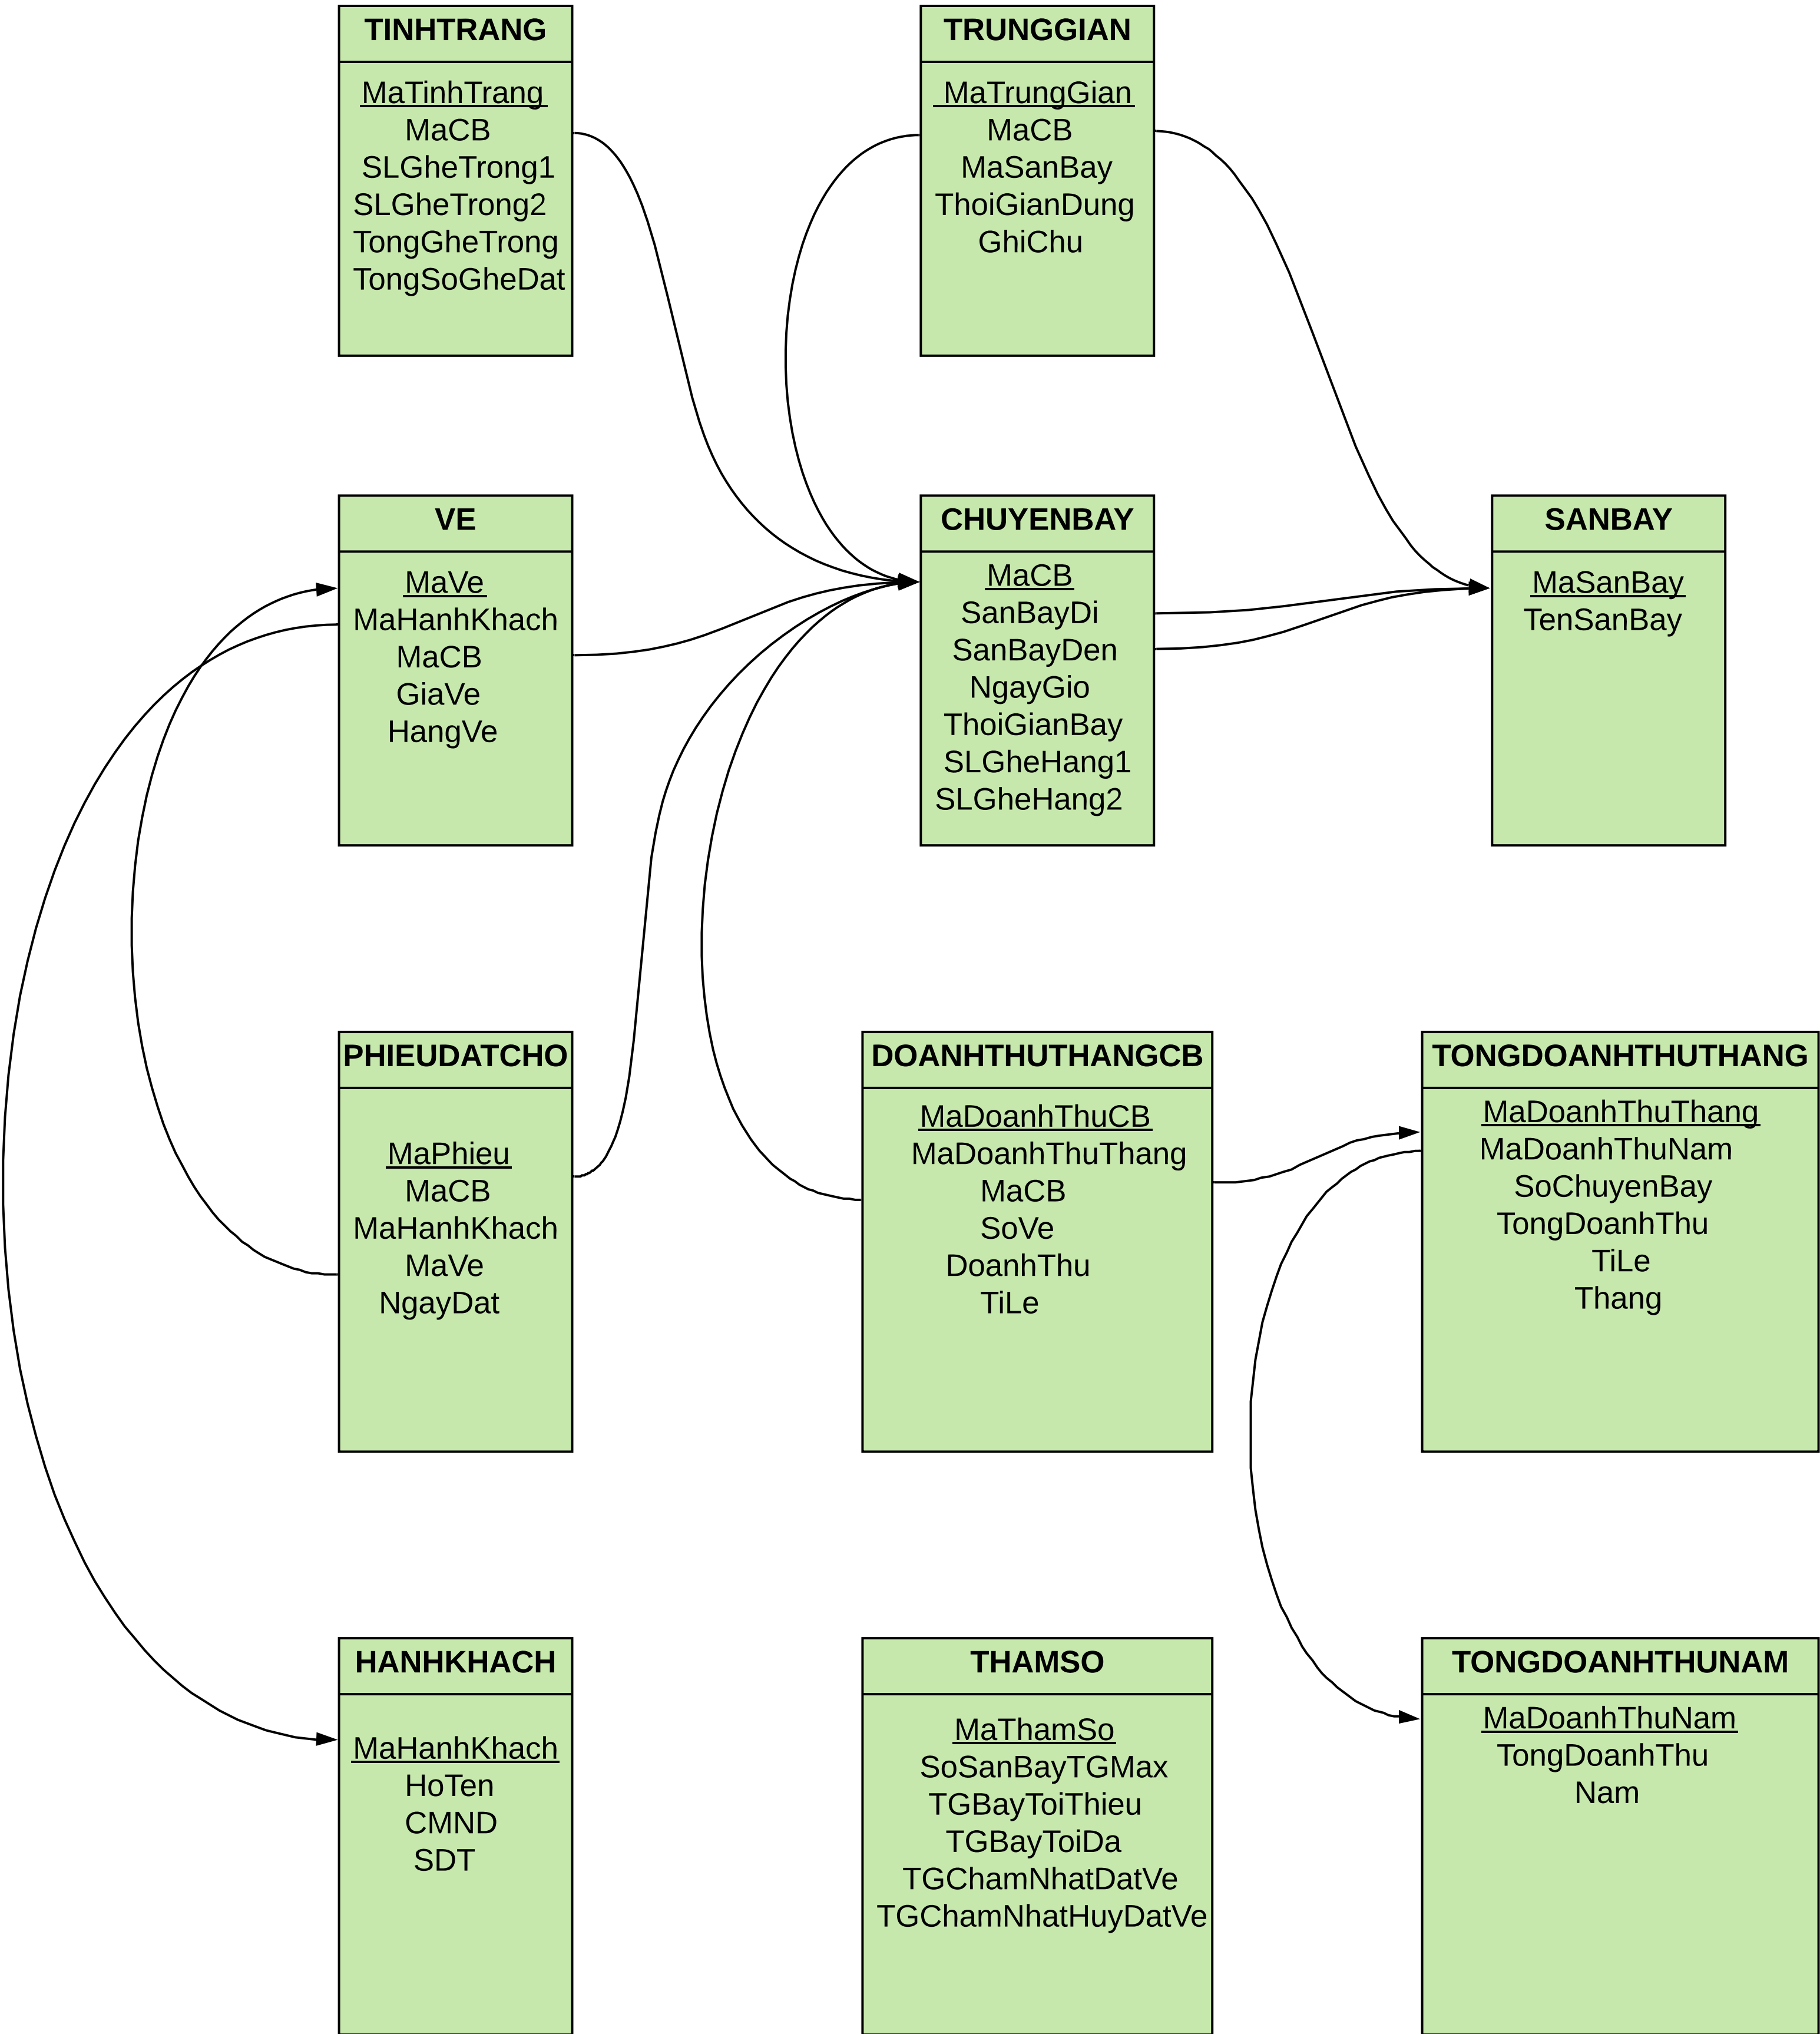 TINHTRANG
MaTinhTrang
MaCB
SLGheTrong1
SLGheTrong2
TongGheTrong
TongSoGheDat
TRUNGGIAN
MaTrungGian
MaCB
MaSanBay
ThoiGianDung
GhiChu
VE
MaVe
MaHanhKhach
MaCB
GiaVe
HangVe
CHUYENBAY
MaCB
SanBayDi
SanBayDen
NgayGio
ThoiGianBay
SLGheHang1
SLGheHang2
SANBAY
MaSanBay
TenSanBay
PHIEUDATCHO
MaPhieu
MaCB
MaHanhKhach
MaVe
NgayDat
DOANHTHUTHANGCB
MaDoanhThuCB
MaDoanhThuThang
MaCB
SoVe
DoanhThu
TiLe
TONGDOANHTHUTHANG
MaDoanhThuThang
MaDoanhThuNam
SoChuyenBay
TongDoanhThu
TiLe
Thang
HANHKHACH
MaHanhKhach
HoTen
CMND
SDT
THAMSO
MaThamSo
SoSanBayTGMax
TGBayToiThieu
TGBayToiDa
TGChamNhatDatVe
TGChamNhatHuyDatVe
TONGDOANHTHUNAM
MaDoanhThuNam
TongDoanhThu
Nam